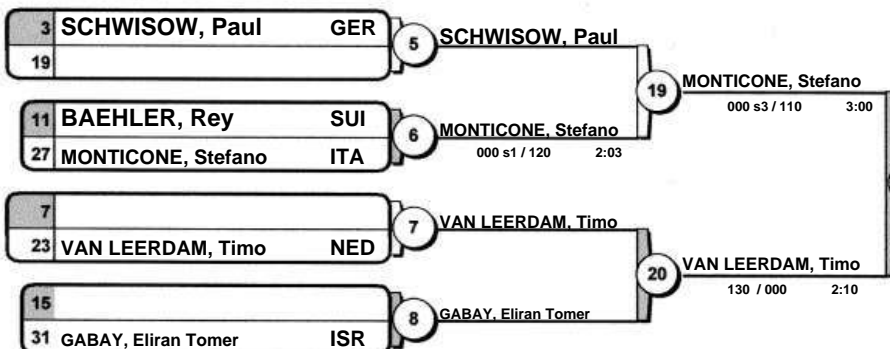 3 SCHWISOW, Paul GER
19
5
SCHWISOW, Paul
11 BAEHLER, Rey SUI
27 MONTICONE, Stefano ITA
6
MONTICONE, Stefano
000 s1 / 120 2:03
19
MONTICONE, Stefano
000 s3 / 110 3:00
7
23 VAN LEERDAM, Timo NED
7
VAN LEERDAM, Timo
15
31 GABAY, Eliran Tomer ISR
8
GABAY, Eliran Tomer
20
VAN LEERDAM, Timo
130 / 000 2:10